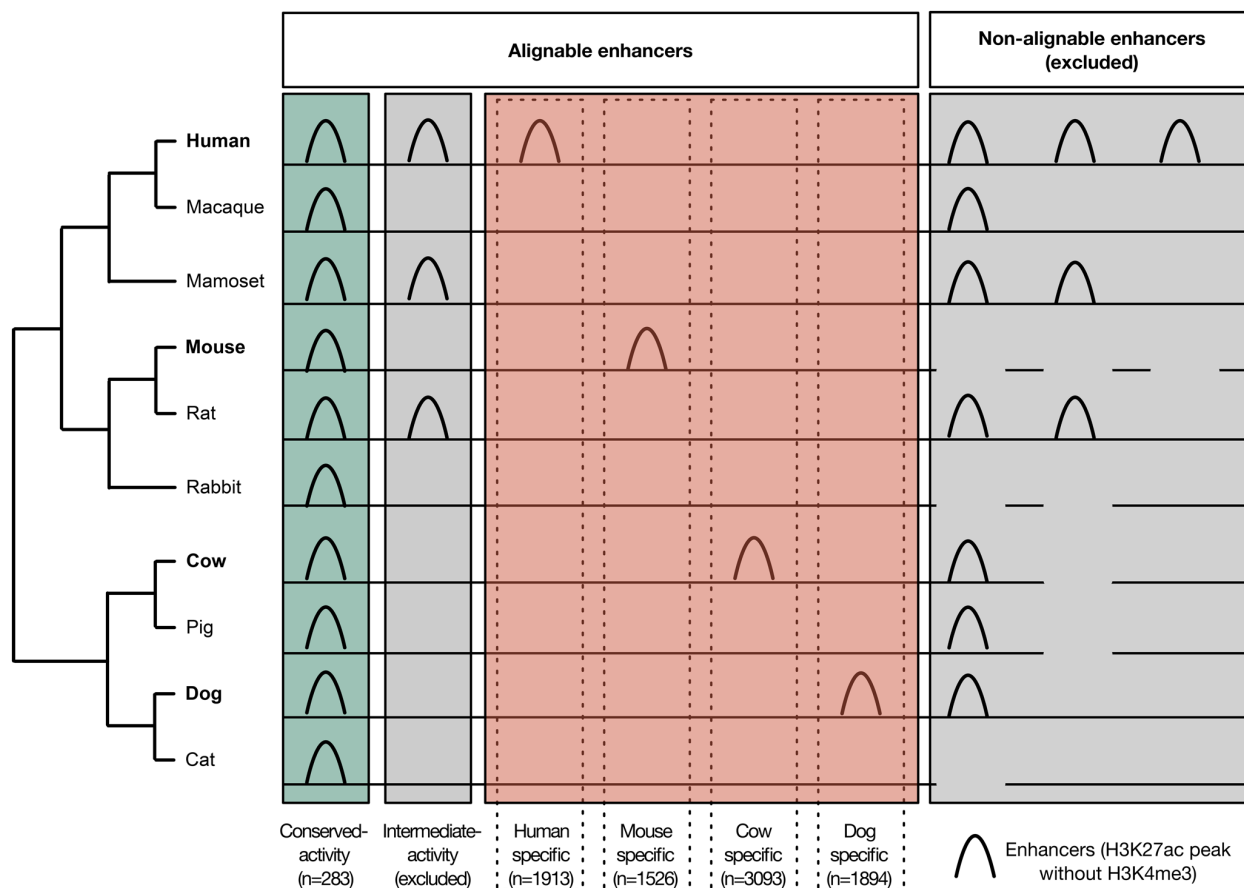 Alignable enhancers
Non-alignable enhancers
(excluded)
Human
Macaque
Mamoset
Mouse
Rat
Rabbit
Cow
Pig
Dog
Cat
Conserved-
activity
(n=283)
Intermediate-
activity
(excluded)
Human
specific
(n=1913)
Mouse
specific
(n=1526)
Cow
specific
(n=3093)
Dog
specific
(n=1894)
Enhancers (H3K27ac peak
without H3K4me3)